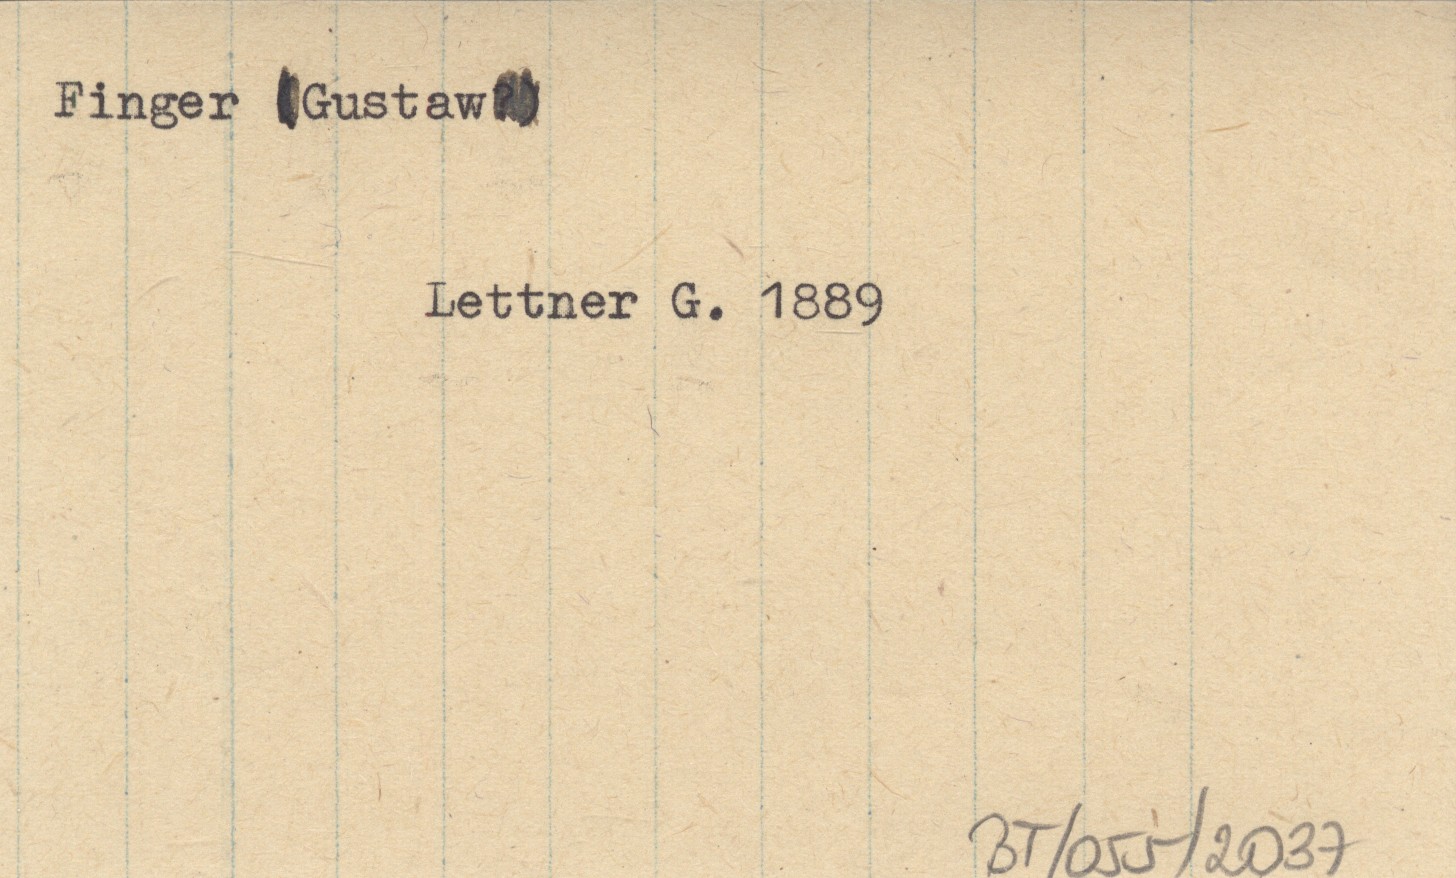 Finger (Gustaw?)
Lettner G. 1889
BT/055/2037